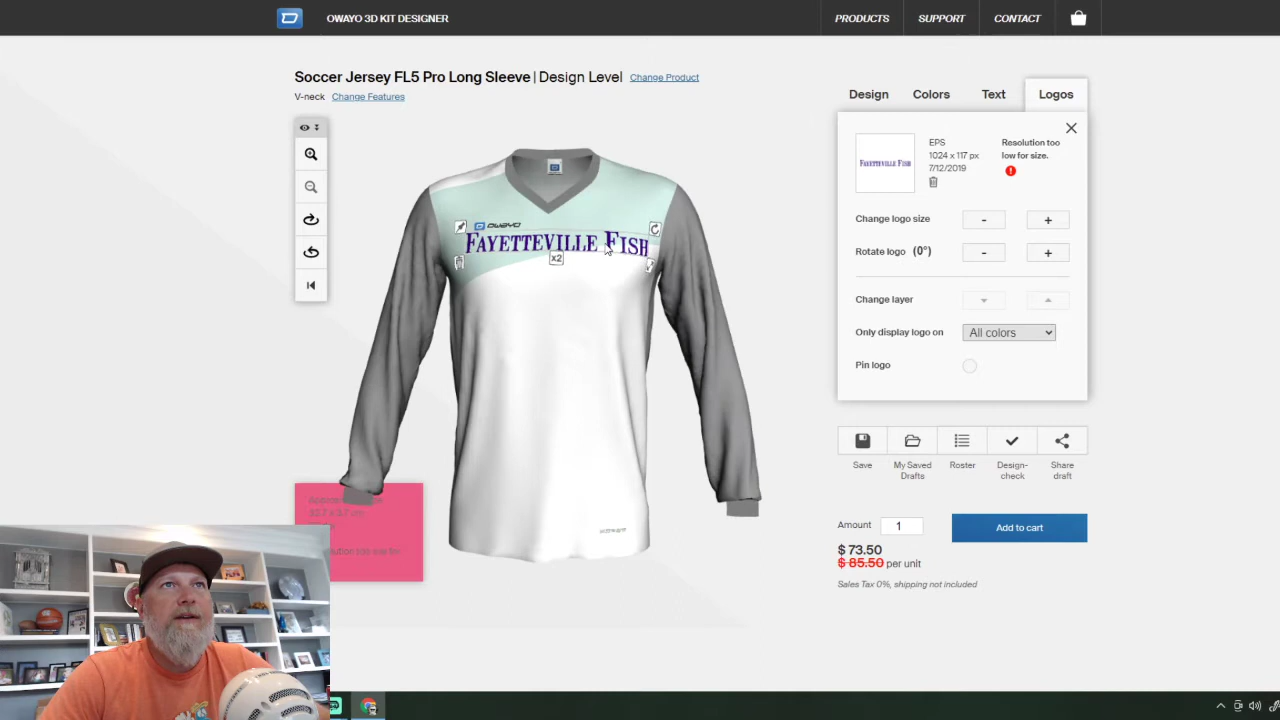 OWAYO 3D KIT DESIGNER
PRODUCTS
SUPPORT
CONTACT
Soccer Jersey FL5 Pro Long Sleeve | Design Level
Change Product
V-neck
Change Features
Design
Colors
Text
Logos
FAYETTEVILLE FISH
EPS
1024 x 117 px
7/12/2019
Resolution too
low for size.
OWAYO
FAYETTEVILLE FISH
x2
Change logo size
-
+
Rotate logo (0°)
-
+
Change layer
Only display logo on
All colors
Pin logo
Save
My Saved
Drafts
Roster
Design-
check
Share
draft
Amount
1
Add to cart
$ 73.50
$ 85.50 per unit
Sales Tax 0%, shipping not included